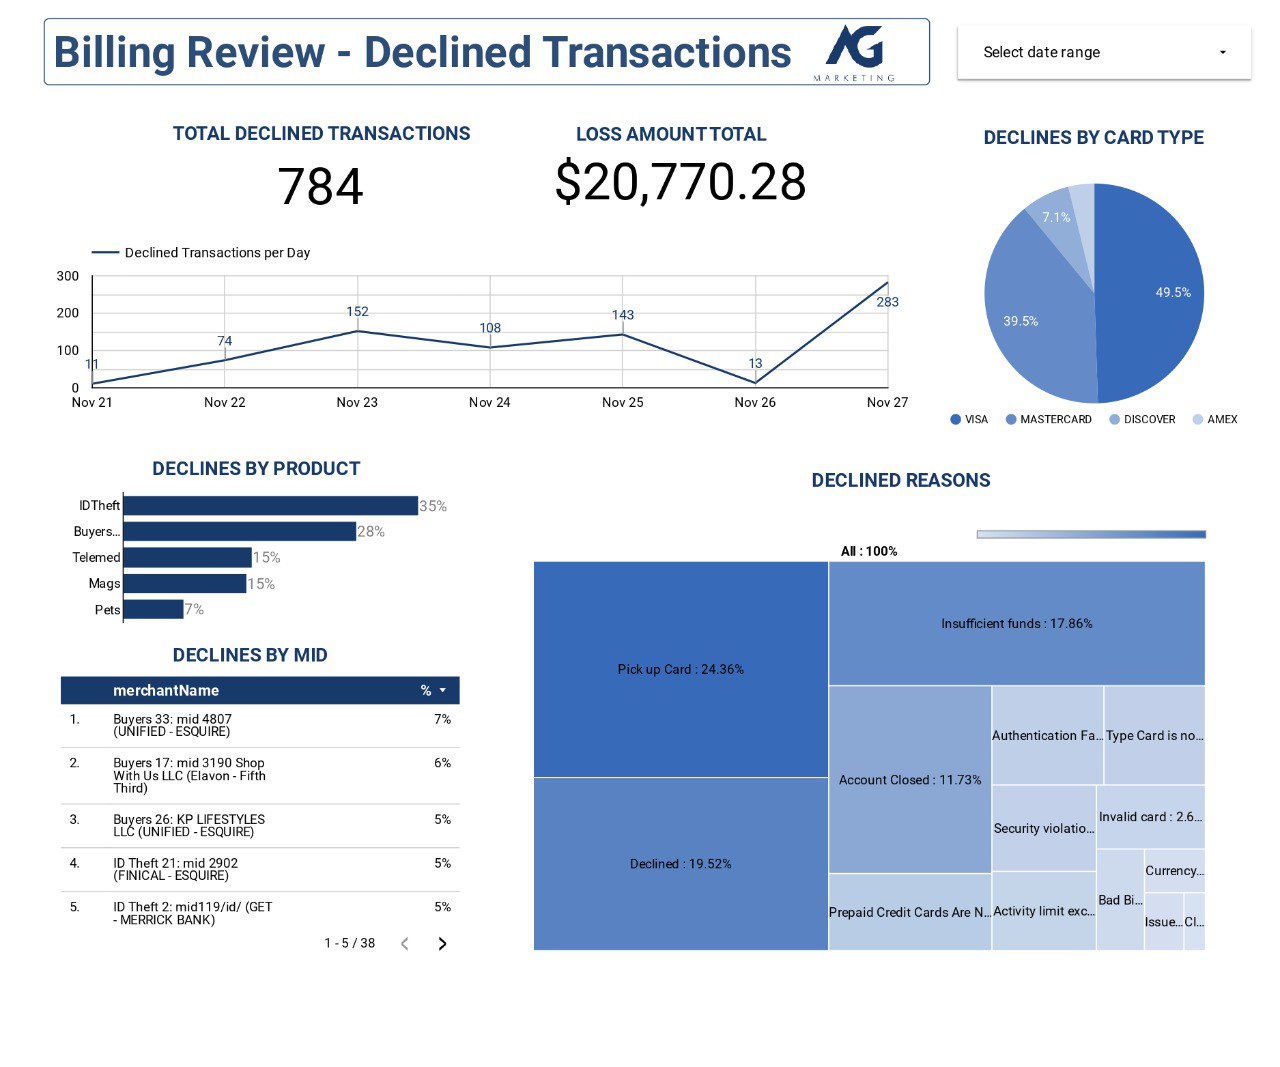 Billing Review - Declined Transactions
AG
MARKETING
Select date range
TOTAL DECLINED TRANSACTIONS
784
LOSS AMOUNT TOTAL
$20,770.28
DECLINES BY CARD TYPE
49.5%
39.5%
7.1%
VISA
MASTERCARD
DISCOVER
AMEX
Declined Transactions per Day
300
200
100
0
11
74
152
108
143
13
283
Nov 21
Nov 22
Nov 23
Nov 24
Nov 25
Nov 26
Nov 27
DECLINES BY PRODUCT
IDTheft 35%
Buyers... 28%
Telemed 15%
Mags 15%
Pets 7%
DECLINES BY MID
merchantName %
1. Buyers 33: mid 4807 7%
(UNIFIED - ESQUIRE)
2. Buyers 17: mid 3190 Shop 6%
With Us LLC (Elavon - Fifth
Third)
3. Buyers 26: KP LIFESTYLES 5%
LLC (UNIFIED - ESQUIRE)
4. ID Theft 21: mid 2902 5%
(FINICAL - ESQUIRE)
5. ID Theft 2: mid119/id/ (GET 5%
- MERRICK BANK)
1 - 5 / 38
DECLINED REASONS
All : 100%
Pick up Card : 24.36%
Declined : 19.52%
Insufficient funds : 17.86%
Account Closed : 11.73%
Prepaid Credit Cards Are N...
Authentication Fa...
Type Card is no...
Security violatio...
Activity limit exc...
Invalid card : 2.6...
Bad Bi...
Currency...
Issue...
Cl...